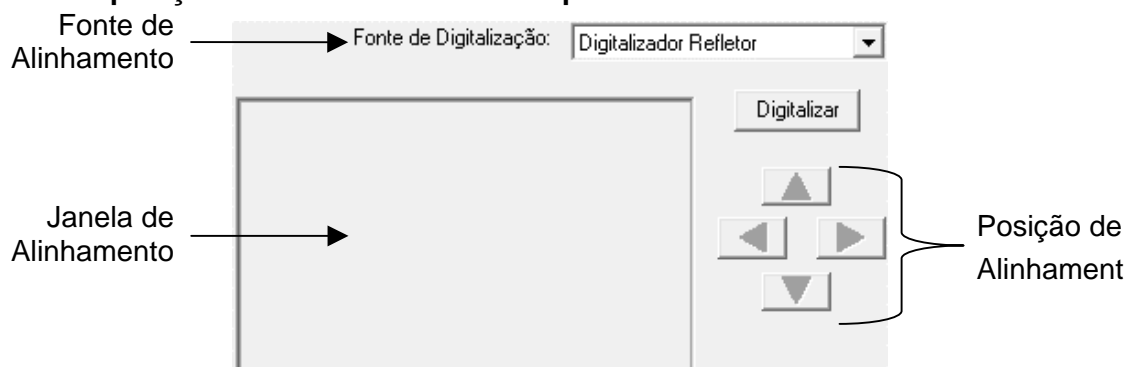 Fonte de
Alinhamento
Fonte de Digitalização:
Digitalizador Refletor
Digitalizar
Janela de
Alinhamento
Posição de
Alinhament